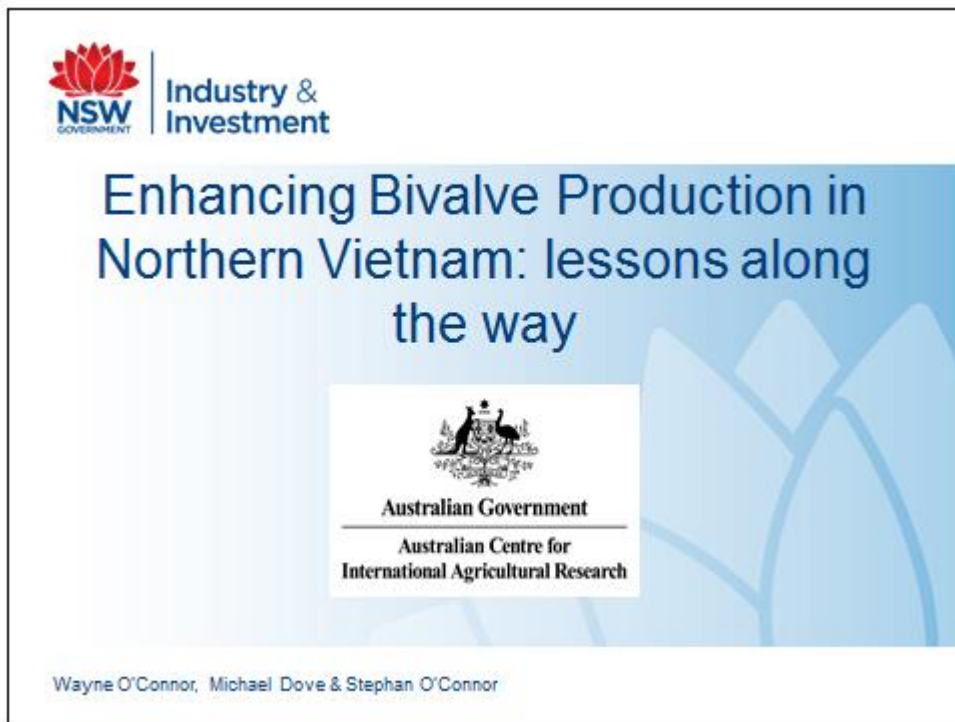 NSW
GOVERNMENT
Industry &
Investment
Enhancing Bivalve Production in
Northern Vietnam: lessons along
the way
Australian Government
Australian Centre for
International Agricultural Research
Wayne O'Connor, Michael Dove & Stephan O'Connor